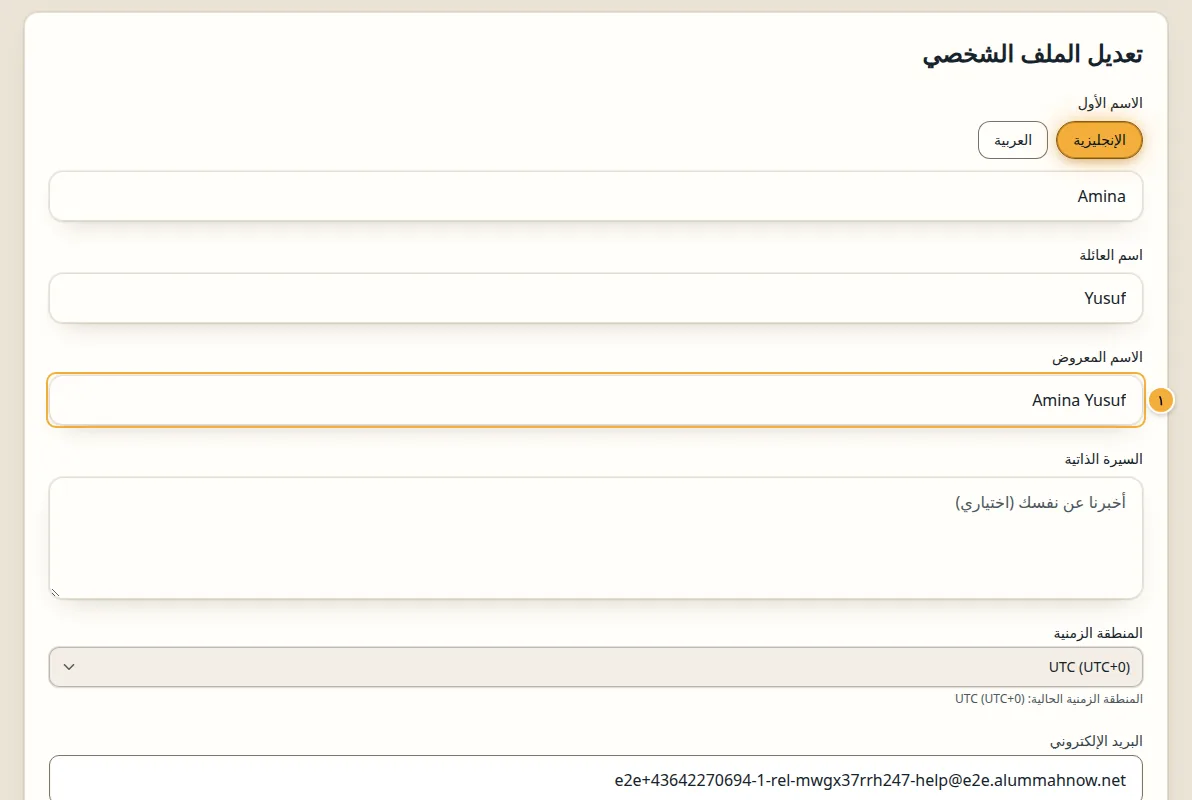 تعديل الملف الشخصي
الاسم الأول
الإنجليزية العربية
Amina
اسم العائلة
Yusuf
الاسم المعروض
Amina Yusuf
١
السيرة الذاتية
أخبرنا عن نفسك (اختياري)
المنطقة الزمنية
UTC (UTC+0)
المنطقة الزمنية الحالية: UTC (UTC+0)
البريد الإلكتروني
e2e+43642270694-1-rel-mwgx37rrh247-help@e2e.alummahnow.net